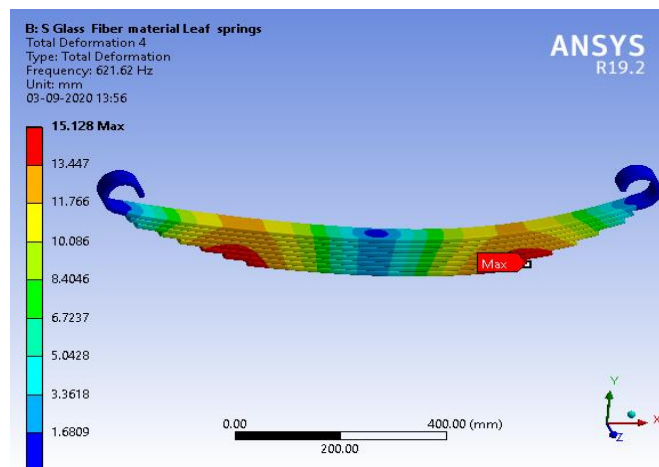 B: S Glass Fiber material Leaf springs
Total Deformation 4
Type: Total Deformation
Frequency: 621.62 Hz
Unit: mm
03-09-2020 13:56
ANSYS
R19.2
15.128 Max
13.447
11.766
10.086
8.4046
6.7237
5.0428
3.3618
1.6809
Max
0.00
400.00 (mm)
200.00
Y
X
Z